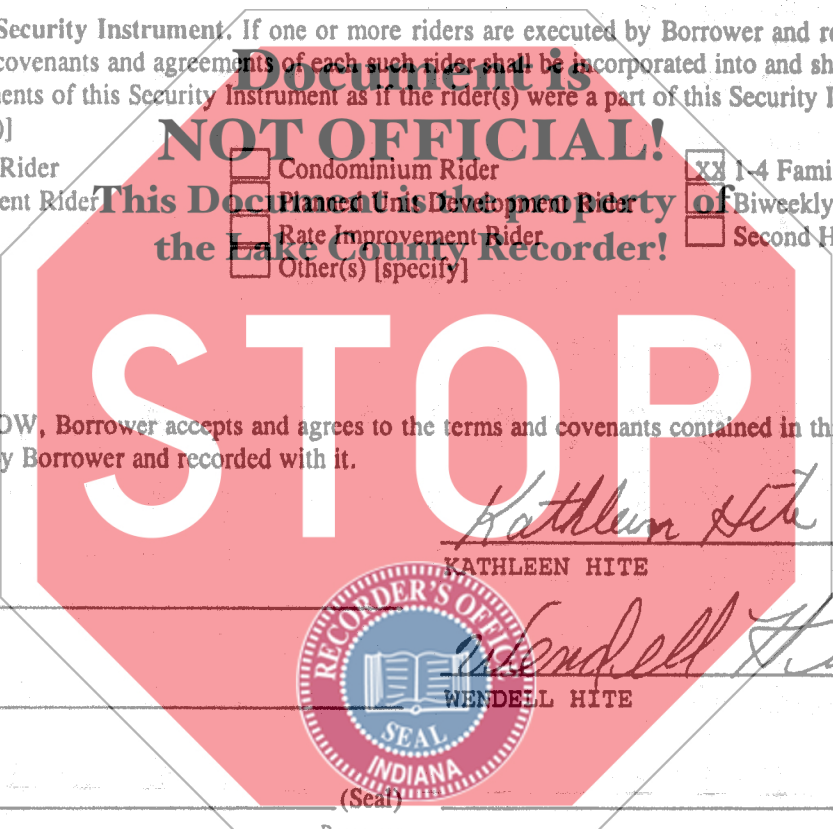 Security Instrument. If one or more riders are executed by Borrower and re
covenants and agreements of each such rider shall be incorporated into and sh
ents of this Security Instrument as if the rider(s) were a part of this Security I
)]
Document is
NOT OFFICIAL!
This Document is the property of
the Lake County Recorder!
Rider
Condominium Rider
XX 1-4 Fami
ent Rider
Planned Unit Development Rider
Biweekly
Rate Improvement Rider
Second H
Other(s) [specify]
STOP
OW, Borrower accepts and agrees to the terms and covenants contained in th
y Borrower and recorded with it.
Kathleen Hite
KATHLEEN HITE
Wendell Hi
WENDELL HITE
RECORDER'S OFFICE
SEAL
INDIANA
(Seal)